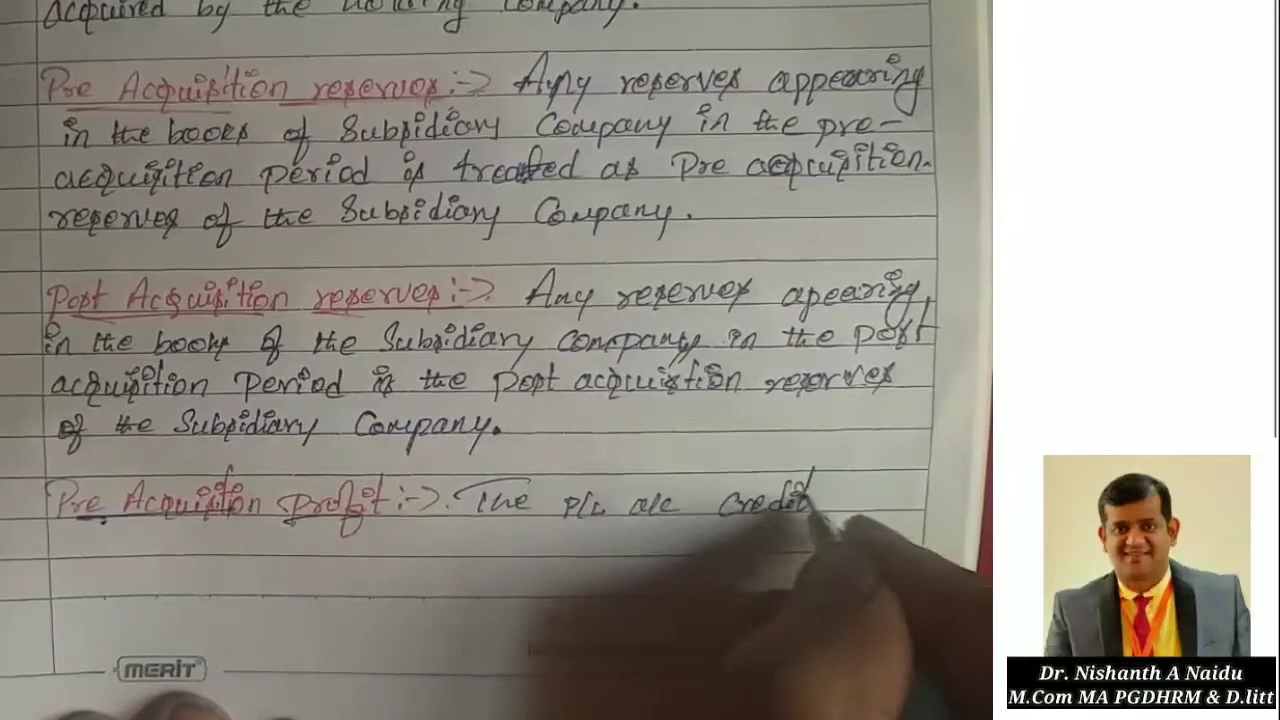 acquired by the holding Company.
Pre Acquisition reserves :-> Any reserves appearing
in the books of Subsidiary Company in the pre-
acquisition period is treated as Pre acquisition.
reserves of the Subsidiary Company.
Post Acquisition reserves :->. Any reserves apearing,
in the books of the Subsidiary company in the post
acquisition period is the post acquisition reserves
of the Subsidiary Company.
Pre Acquisition profit :->. The P/L a/c credit
MERIT
Dr. Nishanth A Naidu
M.Com MA PGDHRM & D.litt